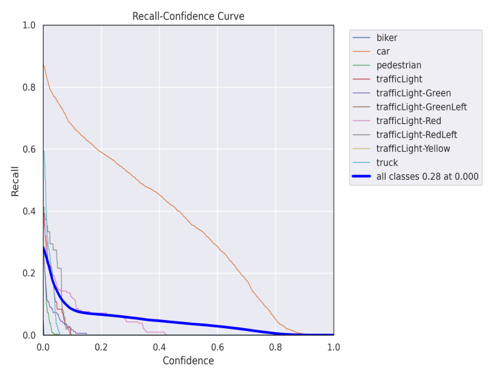 Recall-Confidence Curve
1.0
0.8
0.6
0.4
0.2
0.0
Recall
0.0 0.2 0.4 0.6 0.8 1.0
Confidence
biker
car
pedestrian
trafficLight
trafficLight-Green
trafficLight-GreenLeft
trafficLight-Red
trafficLight-RedLeft
trafficLight-Yellow
truck
all classes 0.28 at 0.000